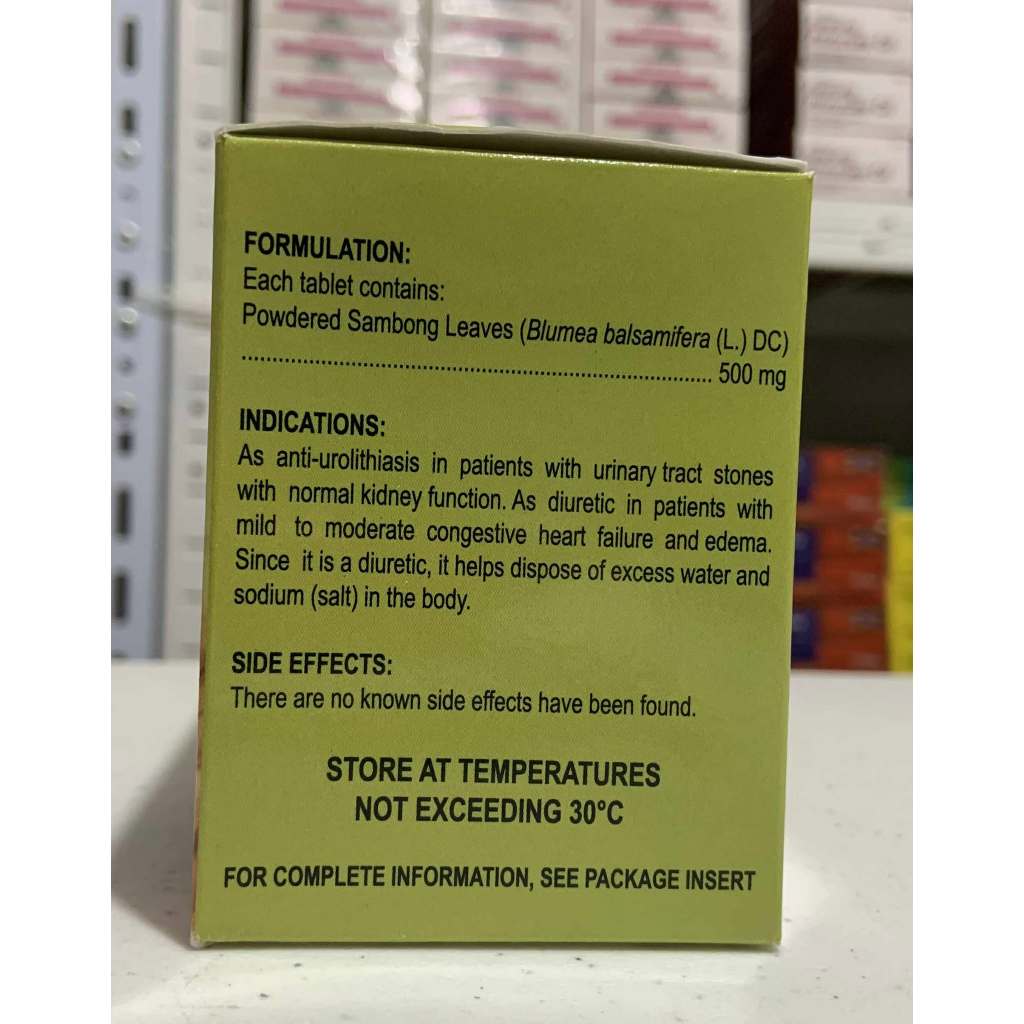 FORMULATION:
Each tablet contains:
Powdered Sambong Leaves (Blumea balsamifera (L.) DC)
.............................................................................. 500 mg
INDICATIONS:
As anti-urolithiasis in patients with urinary tract stones
with normal kidney function. As diuretic in patients with
mild to moderate congestive heart failure and edema.
Since it is a diuretic, it helps dispose of excess water and
sodium (salt) in the body.
SIDE EFFECTS:
There are no known side effects have been found.
STORE AT TEMPERATURES
NOT EXCEEDING 30°C
FOR COMPLETE INFORMATION, SEE PACKAGE INSERT